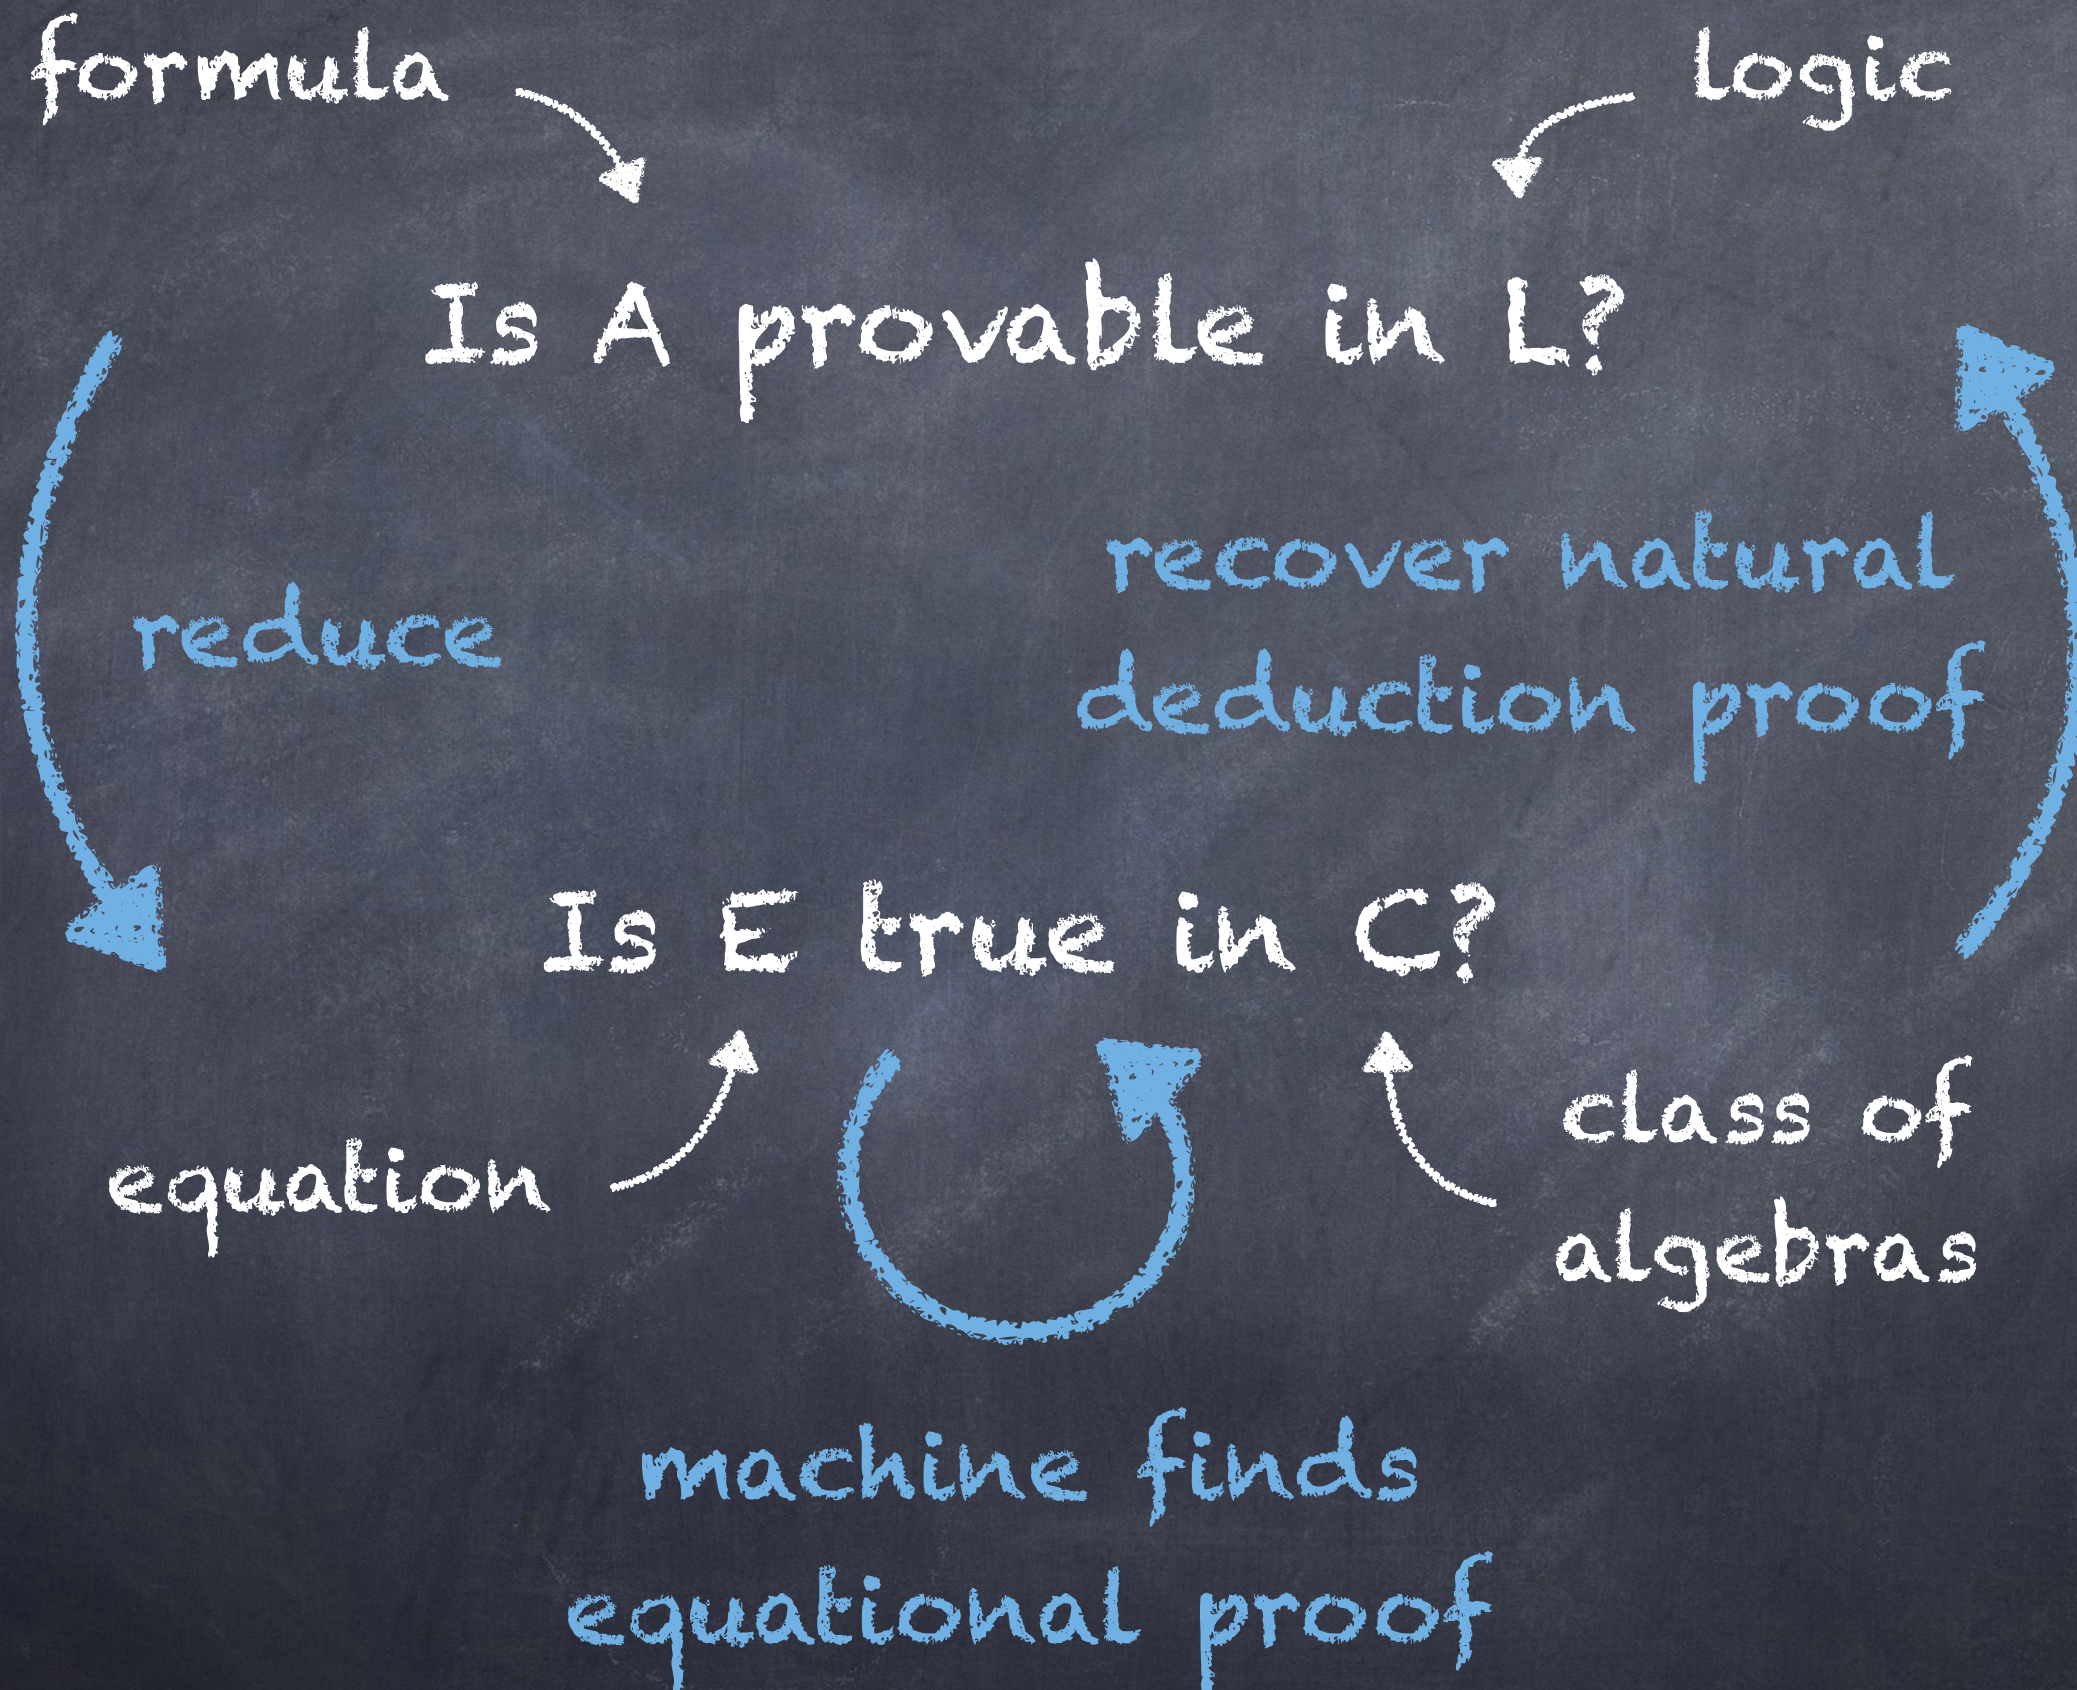 formula
logic
Is A provable in L?
recover natural
reduce
deduction proof
Is E true in C?
class of
equation
algebras
machine finds
equational proof